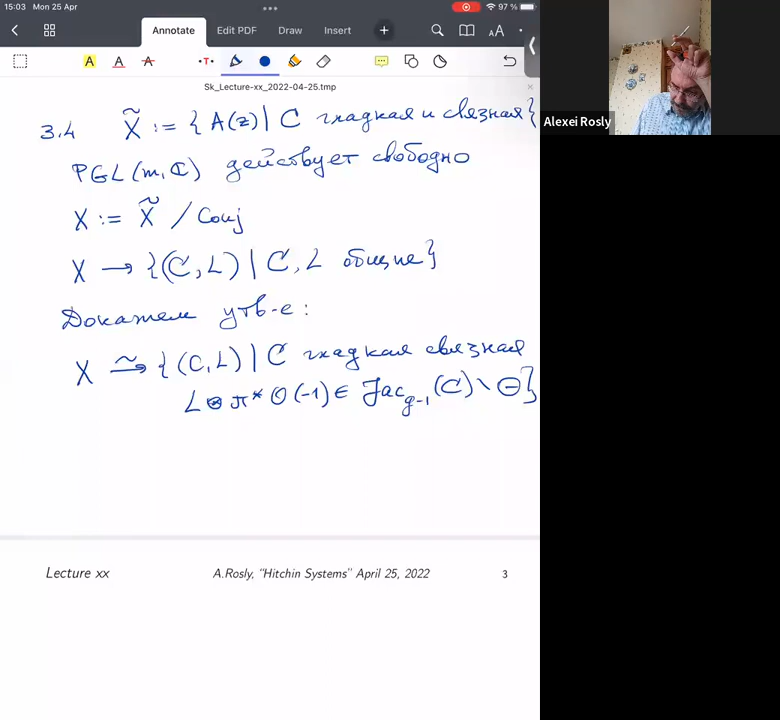 15:03 Mon 25 Apr
97 %
Annotate Edit PDF Draw Insert
AA
A A A T
Sk_Lecture-xx_2022-04-25.tmp
Alexei Rosly
3.4 X̃ := { A(z) | C гладкая и связная }
PGL(m, ℂ) действует свободно
X := X̃ / Conj
X → {(C, L) | C, L общие}
Докажем утв-е:
X ⥲ {(C, L) | C гладкая связная
L ⊗ π* O(-1) ∈ Jac_{g-1}(C) \ Θ}
Lecture xx A.Rosly, "Hitchin Systems" April 25, 2022 3